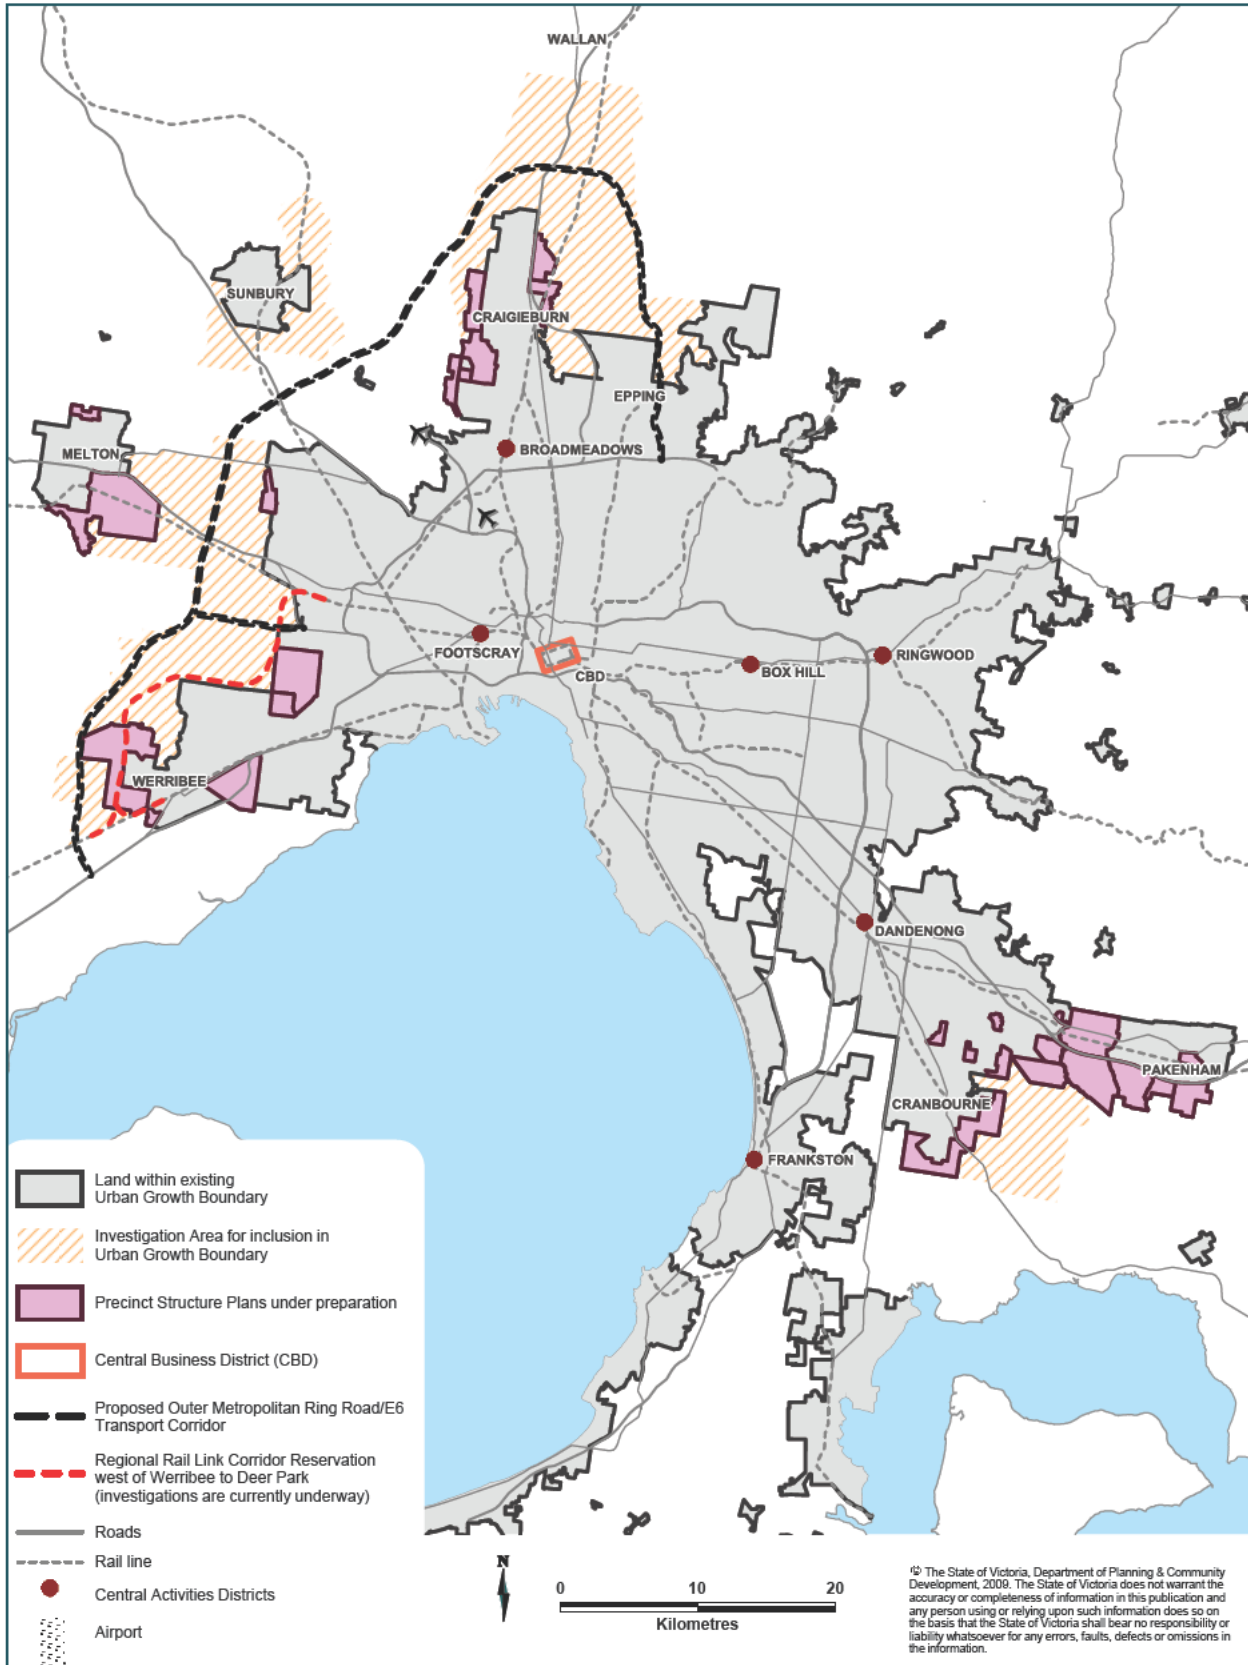 WALLAN
SUNBURY
CRAIGIEBURN
EPPING
MELTON
BROADMEADOWS
FOOTSCRAY
CBD
BOX HILL
RINGWOOD
WERRIBEE
DANDENONG
PAKENHAM
CRANBOURNE
FRANKSTON
Land within existing
Urban Growth Boundary
Investigation Area for inclusion in
Urban Growth Boundary
Precinct Structure Plans under preparation
Central Business District (CBD)
Proposed Outer Metropolitan Ring Road/E6
Transport Corridor
Regional Rail Link Corridor Reservation
west of Werribee to Deer Park
(investigations are currently underway)
Roads
Rail line
Central Activities Districts
Airport
N
0 10 20
Kilometres
© The State of Victoria, Department of Planning & Community
Development, 2009. The State of Victoria does not warrant the
accuracy or completeness of information in this publication and
any person using or relying upon such information does so on
the basis that the State of Victoria shall bear no responsibility or
liability whatsoever for any errors, faults, defects or omissions in
the information.